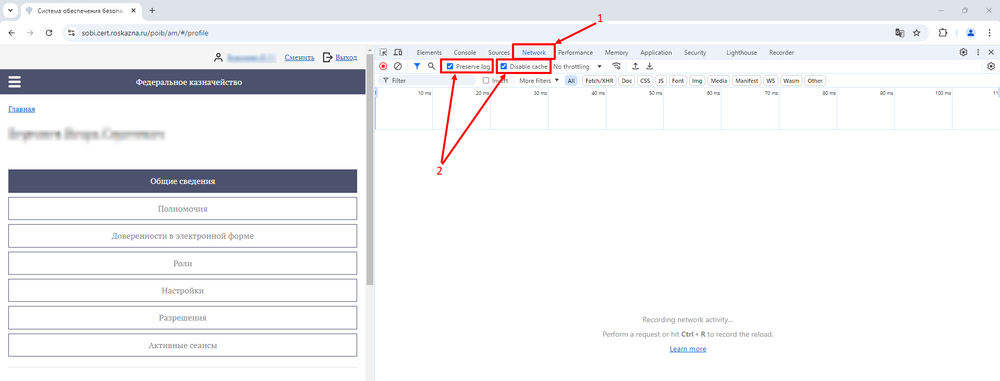 Система обеспечения безопас
sobi.cert.roskazna.ru/poib/am/#/profile
1
Сменить Выход
Elements Console Sources Network Performance Memory Application Security Lighthouse Recorder
Preserve log Disable cache No throttling
Федеральное казначейство
Filter Invert More filters All Fetch/XHR Doc CSS JS Font Img Media Manifest WS Wasm Other
10 ms 20 ms 30 ms 40 ms 50 ms 60 ms 70 ms 80 ms 90 ms 100 ms 11
Главная
2
Общие сведения
Полномочия
Доверенности в электронной форме
Роли
Настройки
Разрешения
Активные сеансы
Recording network activity...
Perform a request or hit Ctrl + R to record the reload.
Learn more